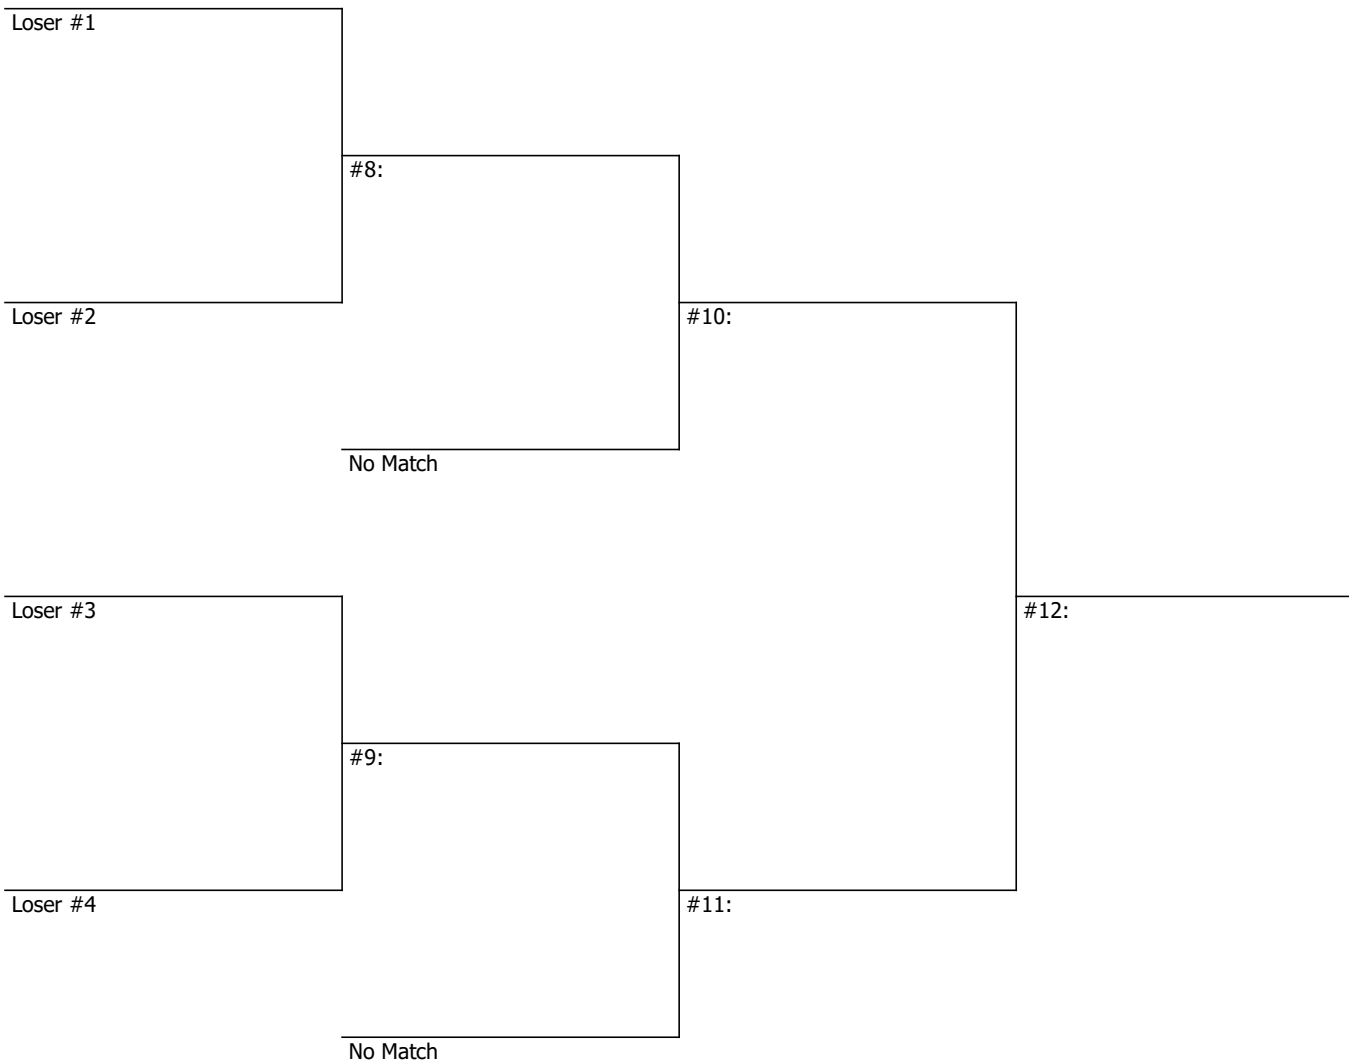 Loser #1
#8:
Loser #2
#10:
No Match
Loser #3
#12:
#9:
Loser #4
#11:
No Match